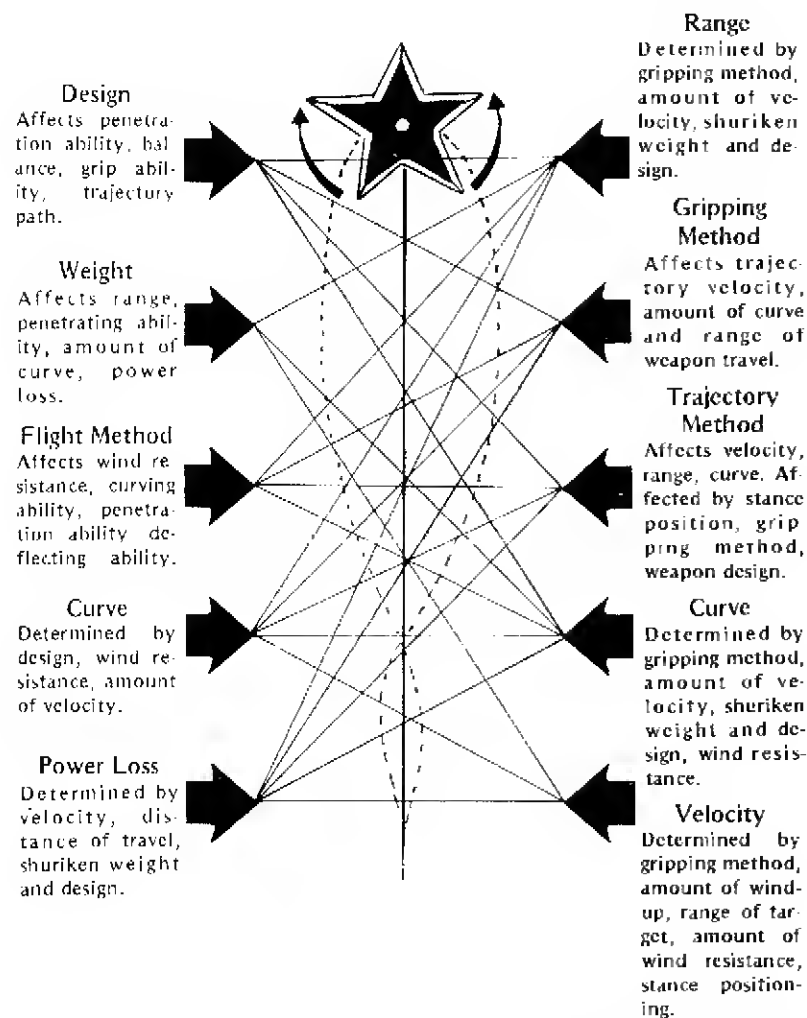 Design
Affects penetra-
tion ability, bal
ance, grip abil-
ity, trajectory
path.
Weight
Affects range,
penetrating abil-
ity, amount of
curve, power
loss.
Flight Method
Affects wind re
sistance, curving
ability, penetra-
tion ability de-
flecting ability.
Curve
Determined by
design, wind re-
sistance, amount
of velocity.
Power Loss
Determined by
velocity, dis-
tance of travel,
shuriken weight
and design.
Range
Determined by
gripping method,
amount of ve-
locity, shuriken
weight and de-
sign.
Gripping
Method
Affects trajec-
tory velocity,
amount of curve
and range of
weapon travel.
Trajectory
Method
Affects velocity,
range, curve. Af-
fected by stance
position, grip
ping method,
weapon design.
Curve
Determined by
gripping method,
amount of ve-
locity, shuriken
weight and de-
sign, wind resis-
tance.
Velocity
Determined by
gripping method,
amount of wind-
up, range of tar-
get, amount of
wind resistance,
stance position-
ing.